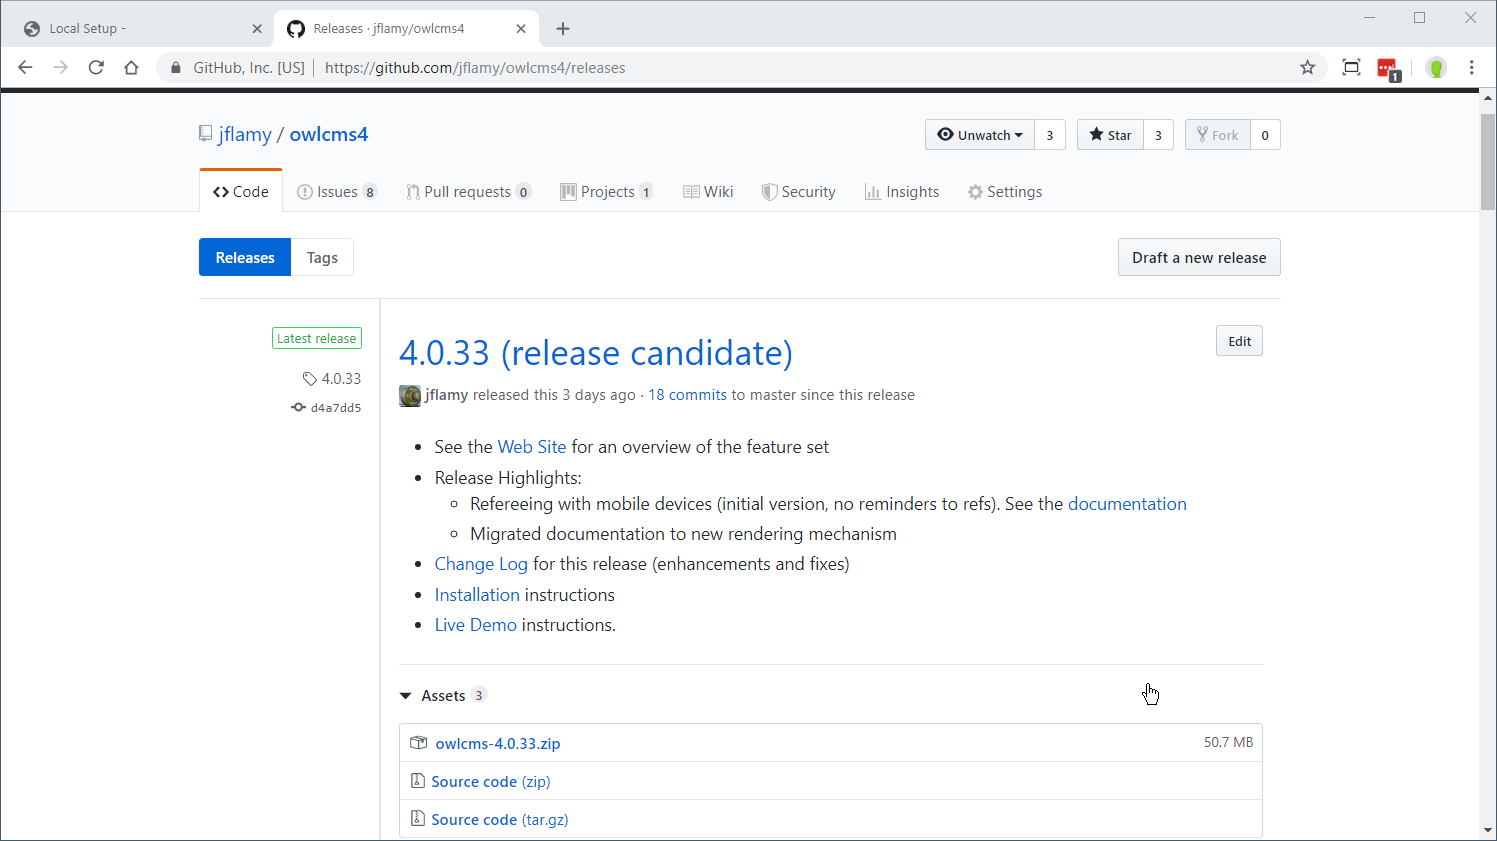 Local Setup -
Releases · jflamy/owlcms4
GitHub, Inc. [US] | https://github.com/jflamy/owlcms4/releases
1
jflamy / owlcms4
Unwatch 3
Star 3
Fork 0
Code
Issues 8
Pull requests 0
Projects 1
Wiki
Security
Insights
Settings
Releases
Tags
Draft a new release
Latest release
4.0.33
d4a7dd5
4.0.33 (release candidate)
Edit
jflamy released this 3 days ago · 18 commits to master since this release
• See the Web Site for an overview of the feature set
• Release Highlights:
◦ Refereeing with mobile devices (initial version, no reminders to refs). See the documentation
◦ Migrated documentation to new rendering mechanism
• Change Log for this release (enhancements and fixes)
• Installation instructions
• Live Demo instructions.
Assets 3
owlcms-4.0.33.zip 50.7 MB
Source code (zip)
Source code (tar.gz)